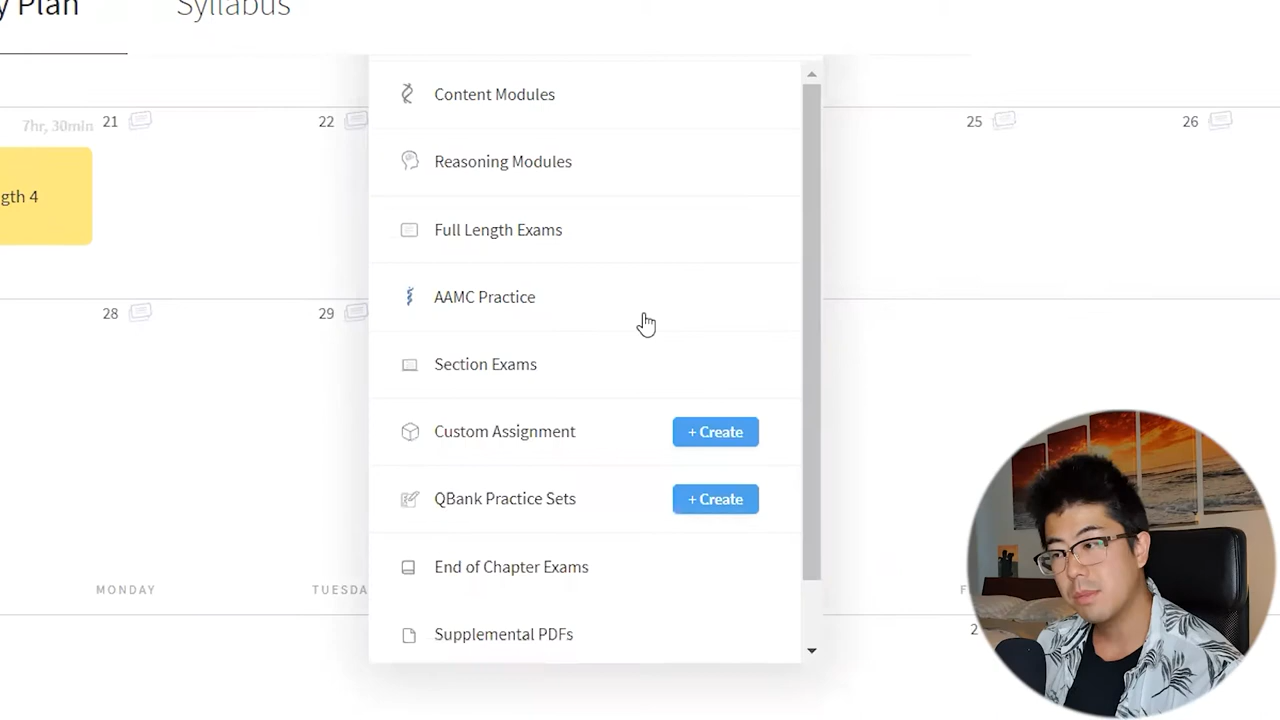 y Plan
Syllabus
7hr, 30min
21
22
25
26
gth 4
Content Modules
Reasoning Modules
Full Length Exams
AAMC Practice
28
29
Section Exams
Custom Assignment
+ Create
QBank Practice Sets
+ Create
End of Chapter Exams
MONDAY
TUESDA
F
2
Supplemental PDFs